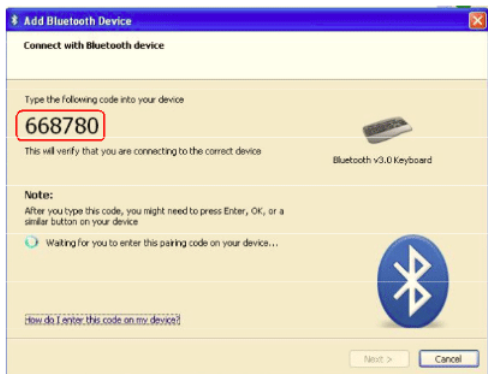 Add Bluetooth Device
Connect with Bluetooth device
Type the following code into your device
668780
This will verify that you are connecting to the correct device
Bluetooth v3.0 Keyboard
Note:
After you type this code, you might need to press Enter, OK, or a
similar button on your device
Waiting for you to enter this pairing code on your device...
How do I enter this code on my device?
Next >
Cancel